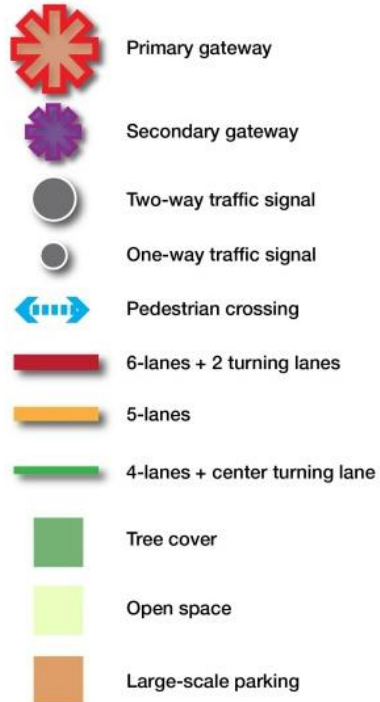 Primary gateway
Secondary gateway
Two-way traffic signal
One-way traffic signal
Pedestrian crossing
6-lanes + 2 turning lanes
5-lanes
4-lanes + center turning lane
Tree cover
Open space
Large-scale parking